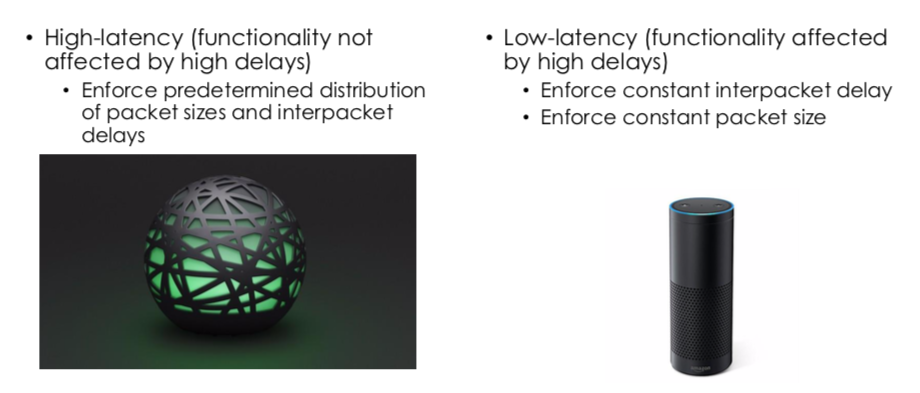 • High-latency (functionality not
affected by high delays)
• Enforce predetermined distribution
of packet sizes and interpacket
delays
• Low-latency (functionality affected
by high delays)
• Enforce constant interpacket delay
• Enforce constant packet size
amazon